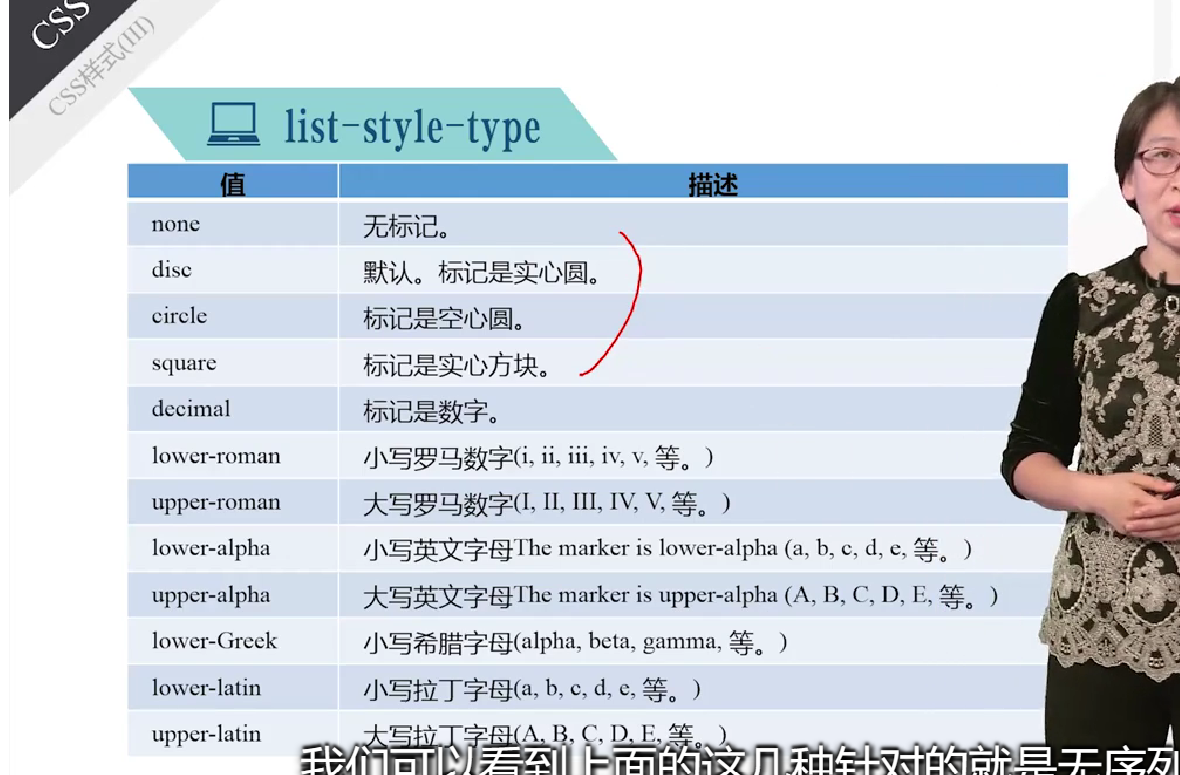 CSS
CSS样式(III)
list-style-type
值 描述
none 无标记。
disc 默认。标记是实心圆。
circle 标记是空心圆。
square 标记是实心方块。
decimal 标记是数字。
lower-roman 小写罗马数字(i, ii, iii, iv, v, 等。)
upper-roman 大写罗马数字(I, II, III, IV, V, 等。)
lower-alpha 小写英文字母The marker is lower-alpha (a, b, c, d, e, 等。)
upper-alpha 大写英文字母The marker is upper-alpha (A, B, C, D, E, 等。)
lower-Greek 小写希腊字母(alpha, beta, gamma, 等。)
lower-latin 小写拉丁字母(a, b, c, d, e, 等。)
upper-latin 大写拉丁字母(A, B, C, D, E, 等。)
我们可以看到上面的这几种针对的就是无序列